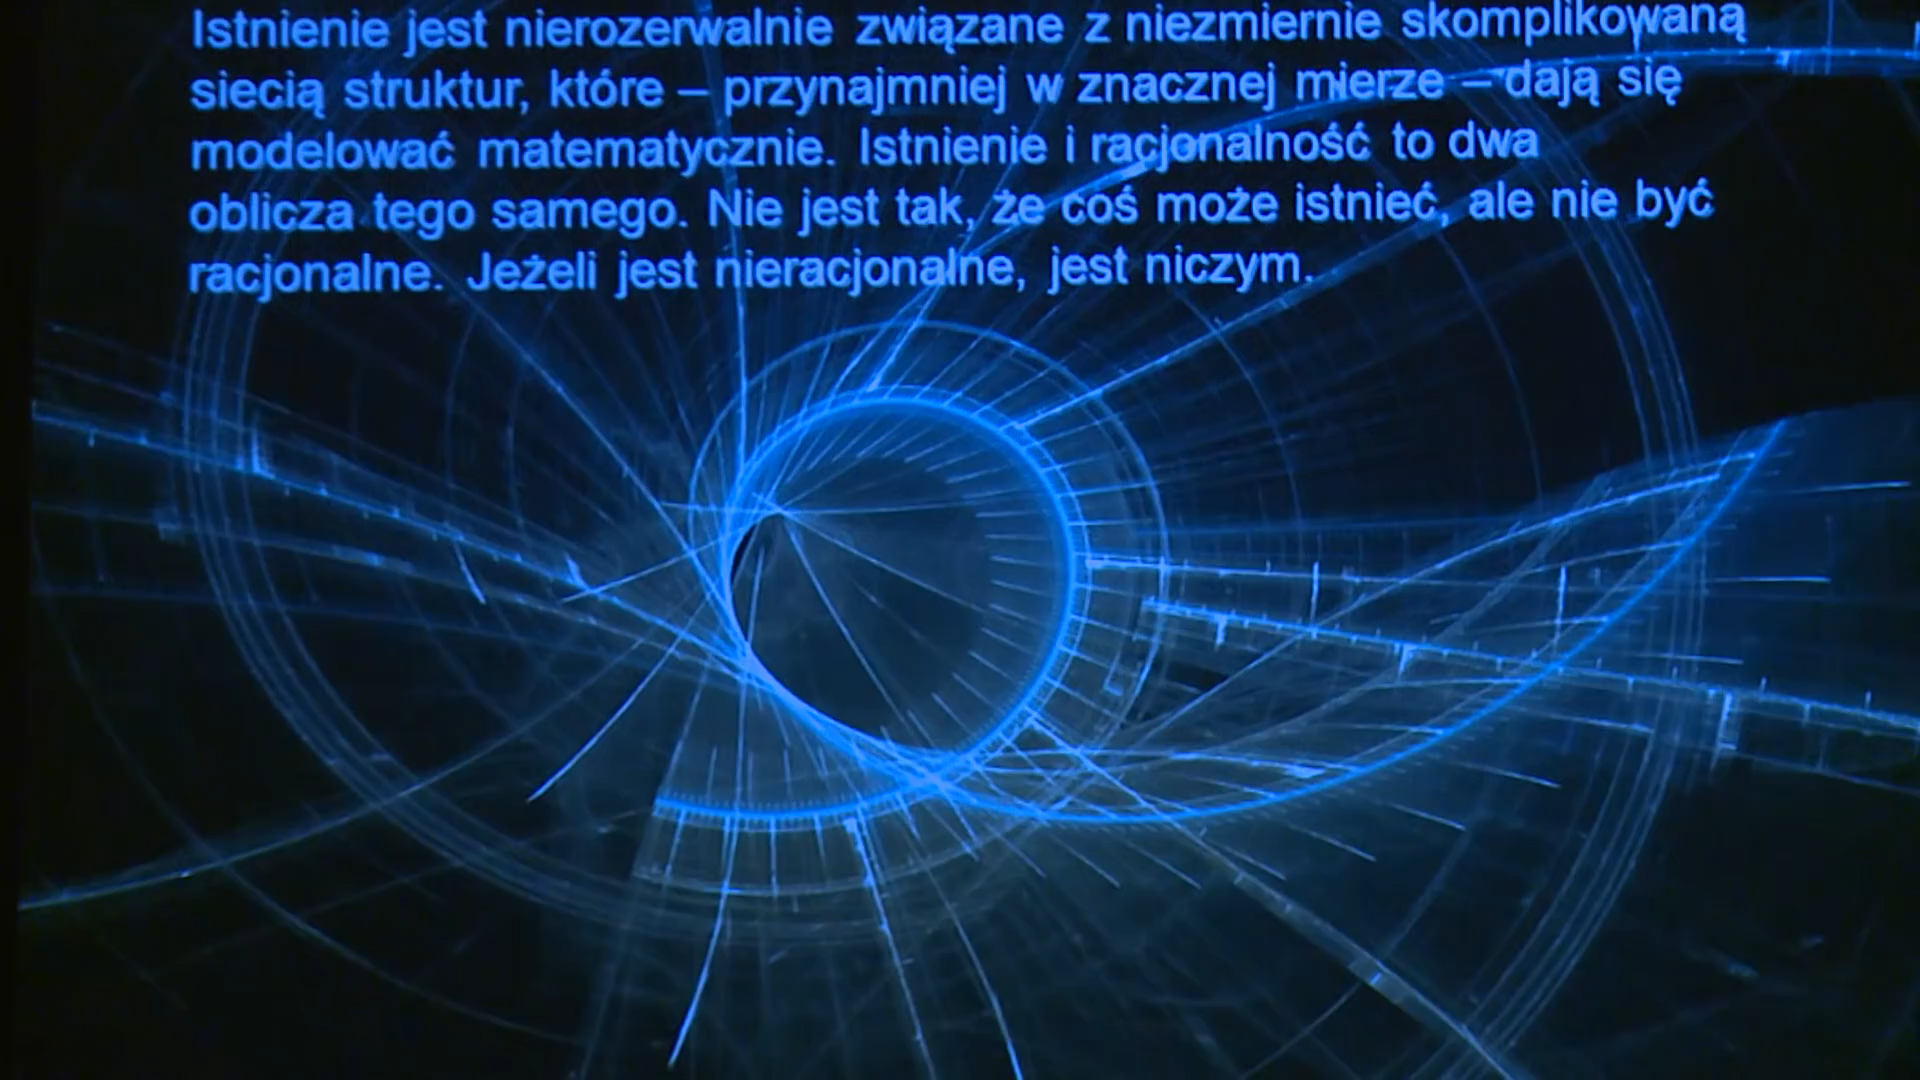 Istnienie jest nierozerwalnie związane z niezmiernie skomplikowaną
siecią struktur, które – przynajmniej w znacznej mierze – dają się
modelować matematycznie. Istnienie i racjonalność to dwa
oblicza tego samego. Nie jest tak, że coś może istnieć, ale nie być
racjonalne. Jeżeli jest nieracjonalne, jest niczym.